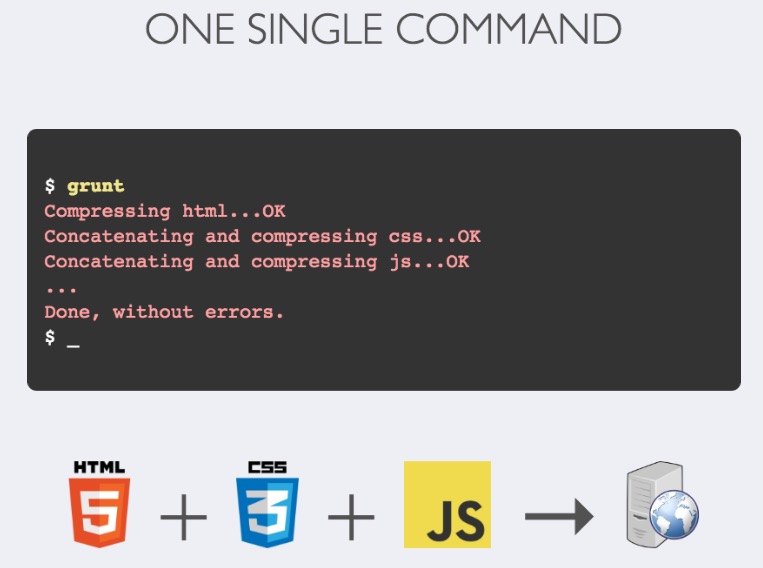 ONE SINGLE COMMAND
$ grunt
Compressing html...OK
Concatenating and compressing css...OK
Concatenating and compressing js...OK
...
Done, without errors.
$ _
HTML CSS
5 + 3 + JS